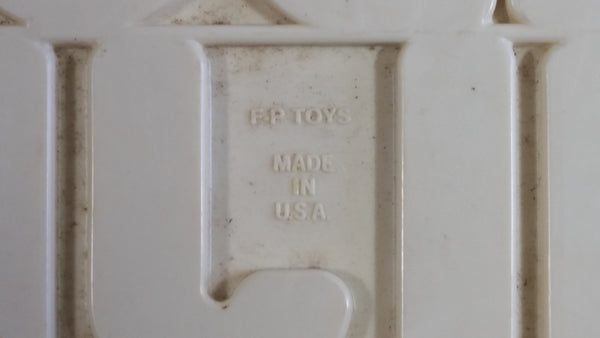 F-P TOYS
MADE
IN
U.S.A.